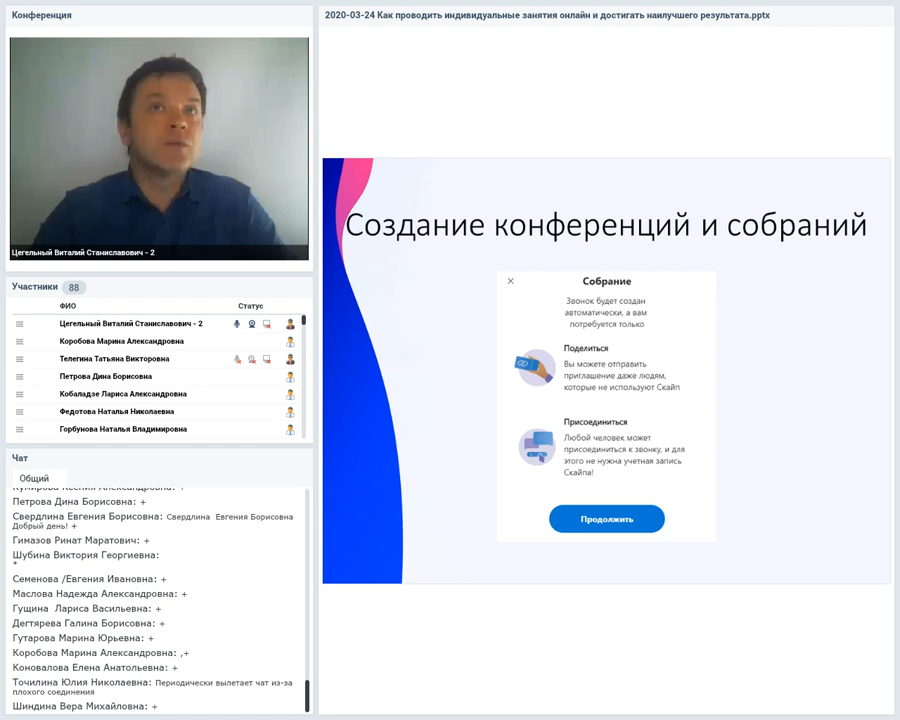 Конференция
Цегельный Виталий Станиславович - 2
Участники 88
ФИО Статус
Цегельный Виталий Станиславович - 2
Коробова Марина Александровна
Телегина Татьяна Викторовна
Петрова Дина Борисовна
Кобаладзе Лариса Александровна
Федотова Наталья Николаевна
Горбунова Наталья Владимировна
Чат
Общий
Кумирова Ксения Александровна: +
Петрова Дина Борисовна: +
Свердлина Евгения Борисовна: Свердлина Евгения Борисовна
Добрый день! +
Гимазов Ринат Маратович: +
Шубина Виктория Георгиевна:
*
Семенова /Евгения Ивановна: +
Маслова Надежда Александровна: +
Гущина Лариса Васильевна: +
Дегтярева Галина Борисовна: +
Гутарова Марина Юрьевна: +
Коробова Марина Александровна: ,+
Коновалова Елена Анатольевна: +
Точилина Юлия Николаевна: Периодически вылетает чат из-за
плохого соединения
Шиндина Вера Михайловна: +
2020-03-24 Как проводить индивидуальные занятия онлайн и достигать наилучшего результата.pptx
Создание конференций и собраний
Собрание
Звонок будет создан
автоматически, а вам
потребуется только
Поделиться
Вы можете отправить
приглашение даже людям,
которые не используют Скайп
Присоединиться
Любой человек может
присоединиться к звонку, и для
этого не нужна учетная запись
Скайпа!
Продолжить